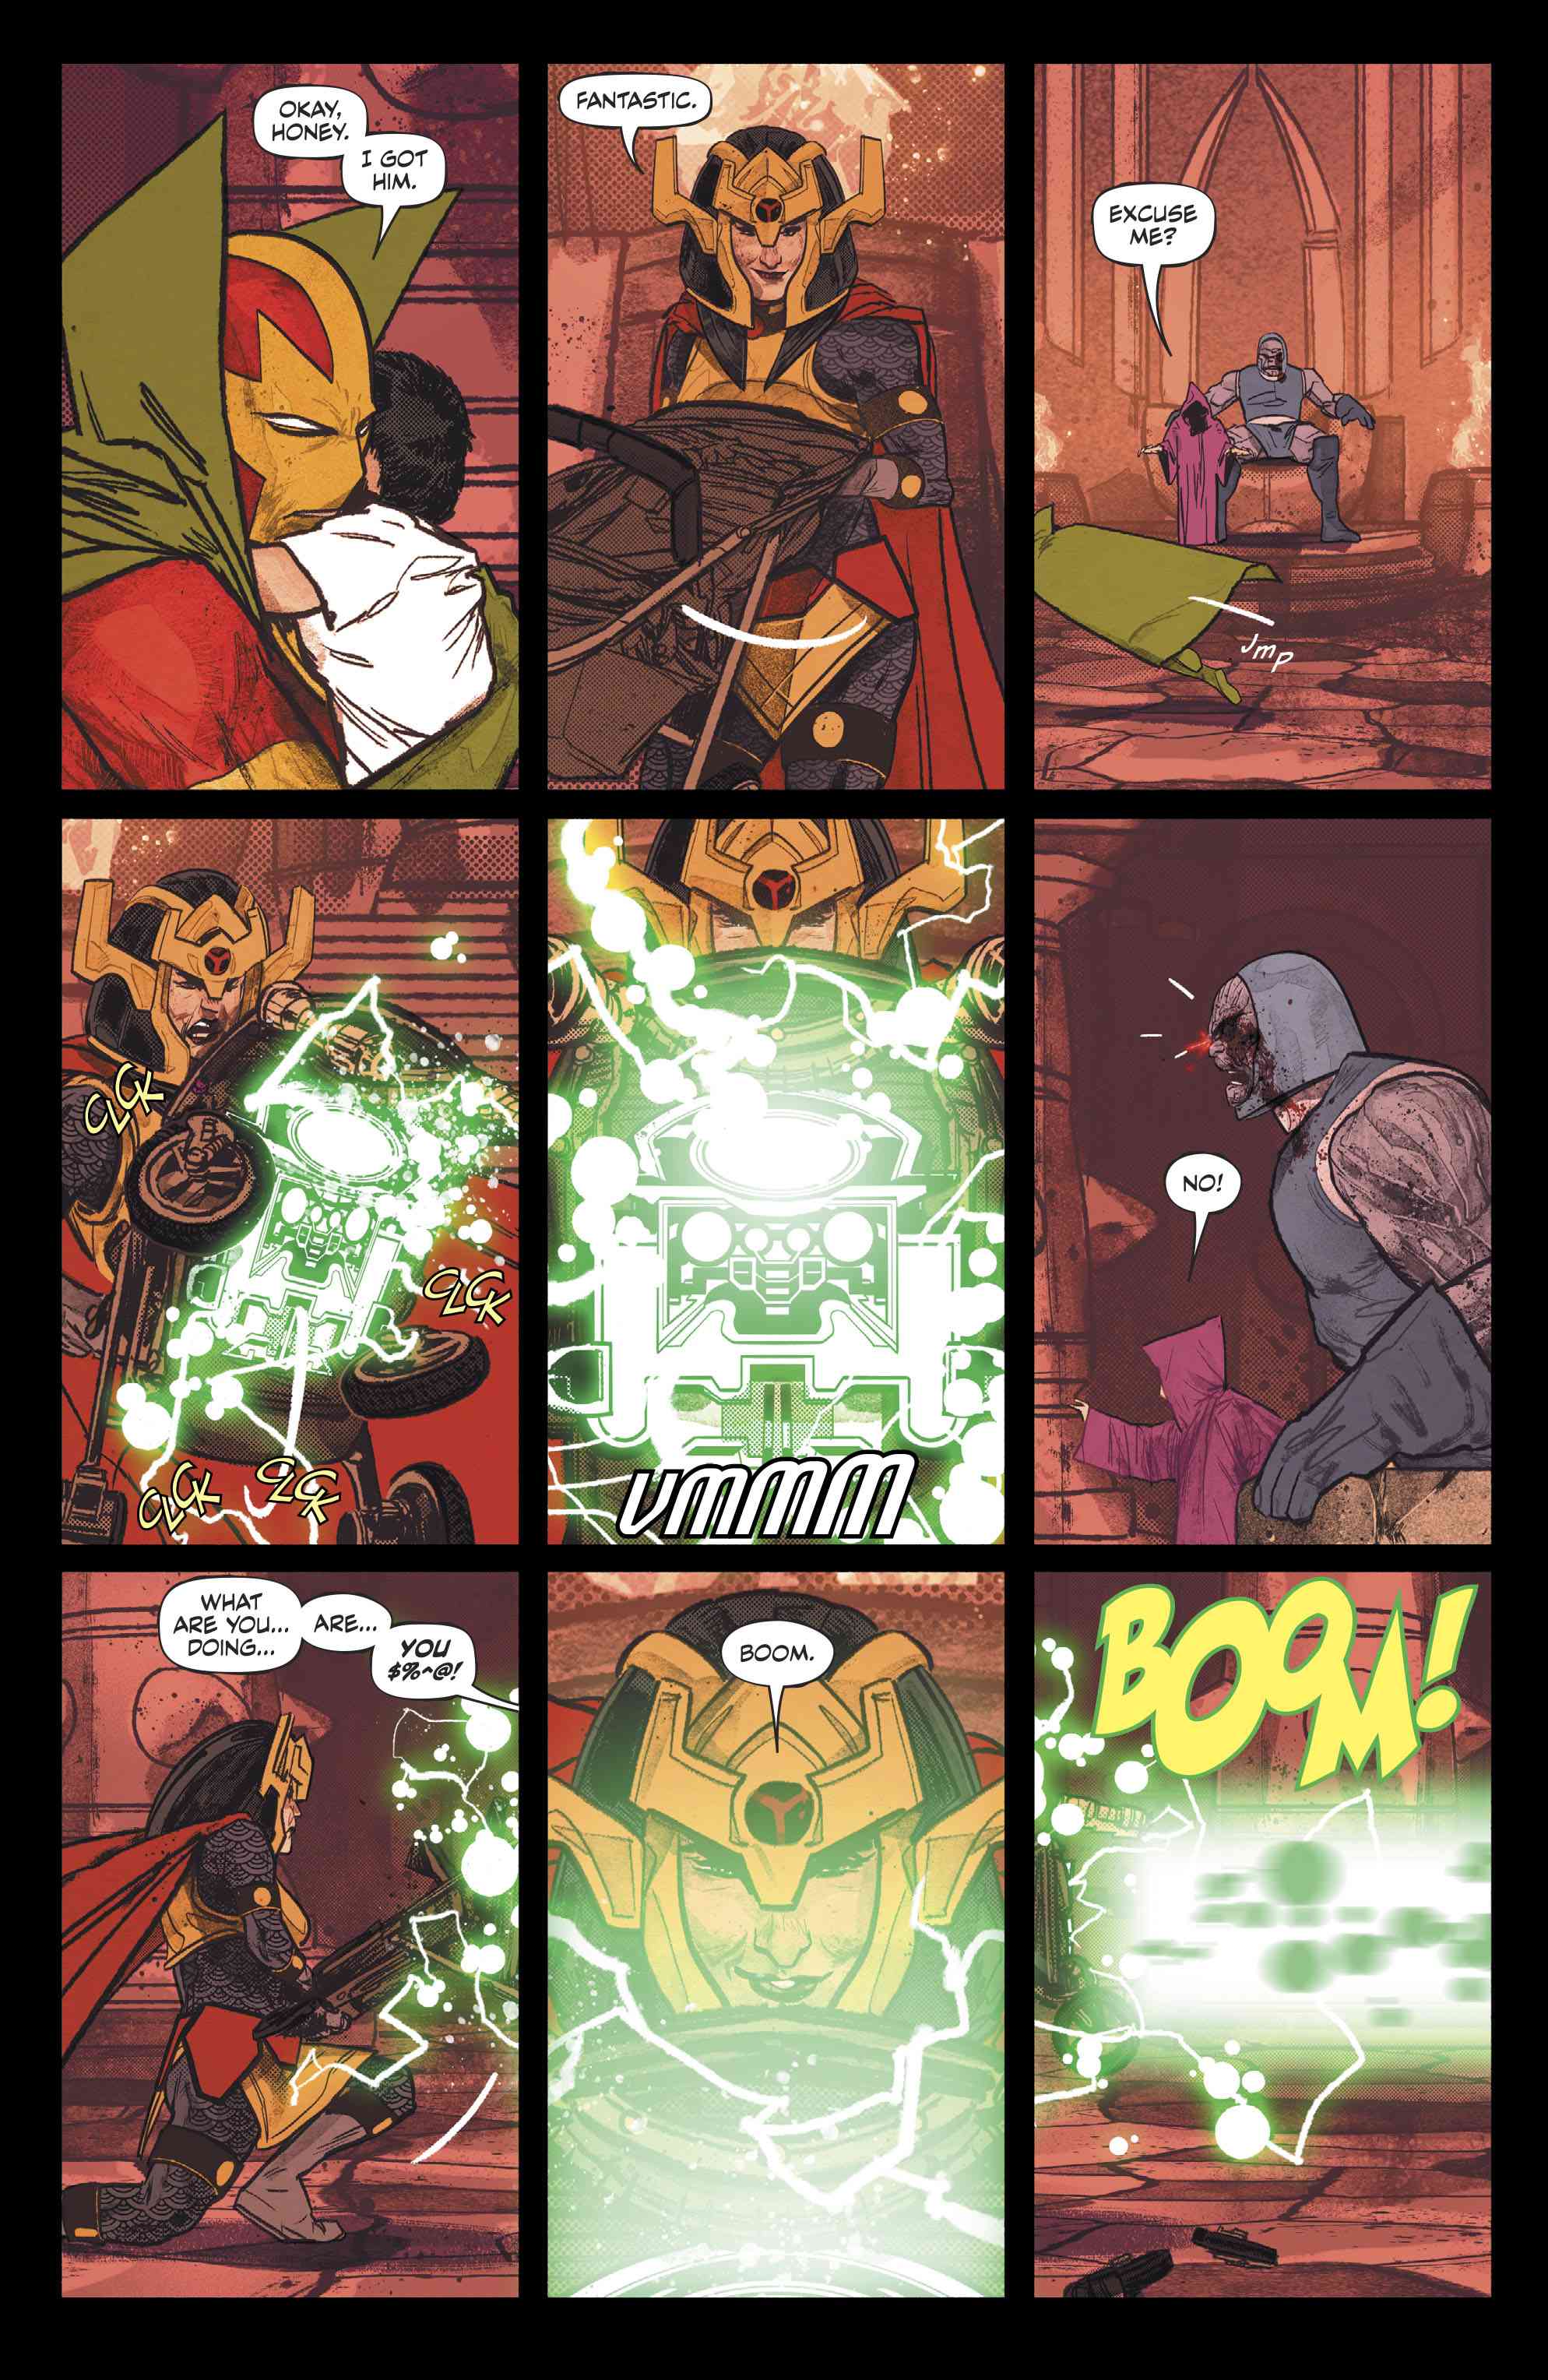 OKAY,
HONEY.
I GOT
HIM.
FANTASTIC.
EXCUSE
ME?
JMP
CLCK
CLCK
CLCK
CLCK
VMMM
NO!
WHAT
ARE YOU...
DOING...
ARE...
YOU
$%^@!
BOOM.
BOOM!